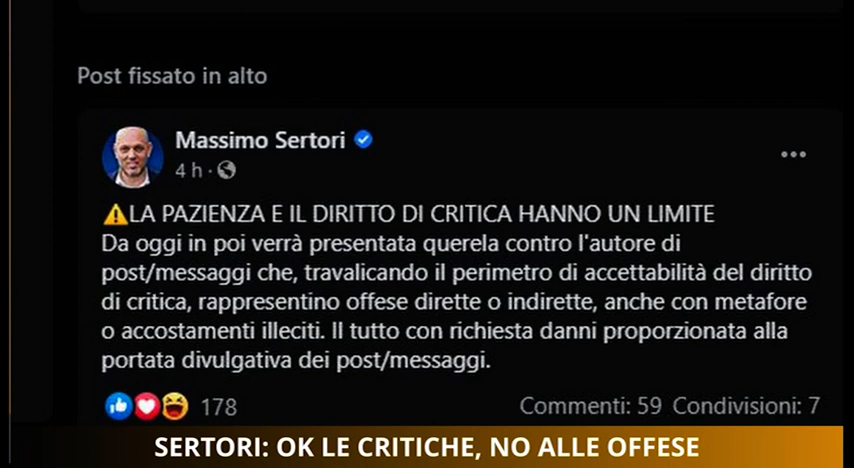 Post fissato in alto
Massimo Sertori
4 h ·
⚠️LA PAZIENZA E IL DIRITTO DI CRITICA HANNO UN LIMITE
Da oggi in poi verrà presentata querela contro l'autore di
post/messaggi che, travalicando il perimetro di accettabilità del diritto
di critica, rappresentino offese dirette o indirette, anche con metafore
o accostamenti illeciti. Il tutto con richiesta danni proporzionata alla
portata divulgativa dei post/messaggi.
178
Commenti: 59 Condivisioni: 7
SERTORI: OK LE CRITICHE, NO ALLE OFFESE